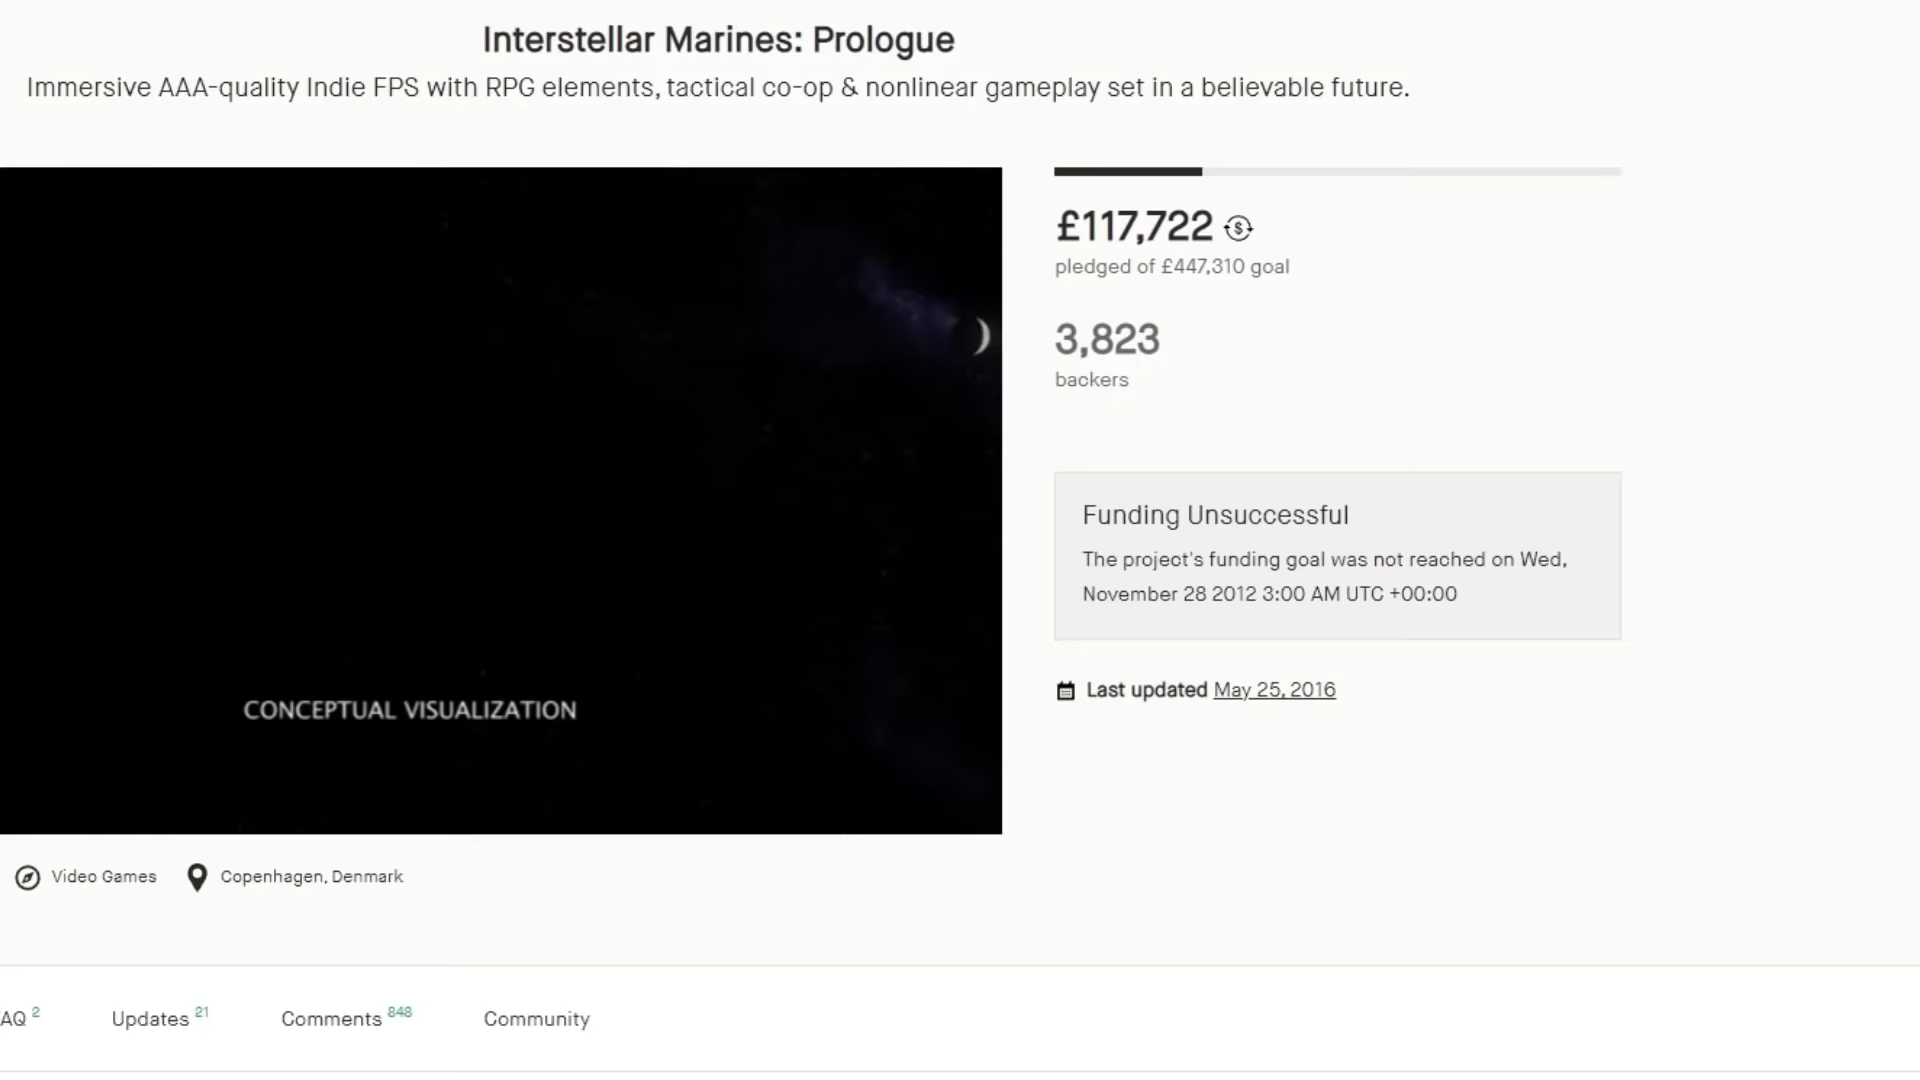 Interstellar Marines: Prologue
Immersive AAA-quality Indie FPS with RPG elements, tactical co-op & nonlinear gameplay set in a believable future.
£117,722
pledged of £447,310 goal
3,823
backers
Funding Unsuccessful
The project's funding goal was not reached on Wed,
November 28 2012 3:00 AM UTC +00:00
Last updated May 25, 2016
CONCEPTUAL VISUALIZATION
Video Games Copenhagen, Denmark
AQ 2 Updates 21 Comments 848 Community